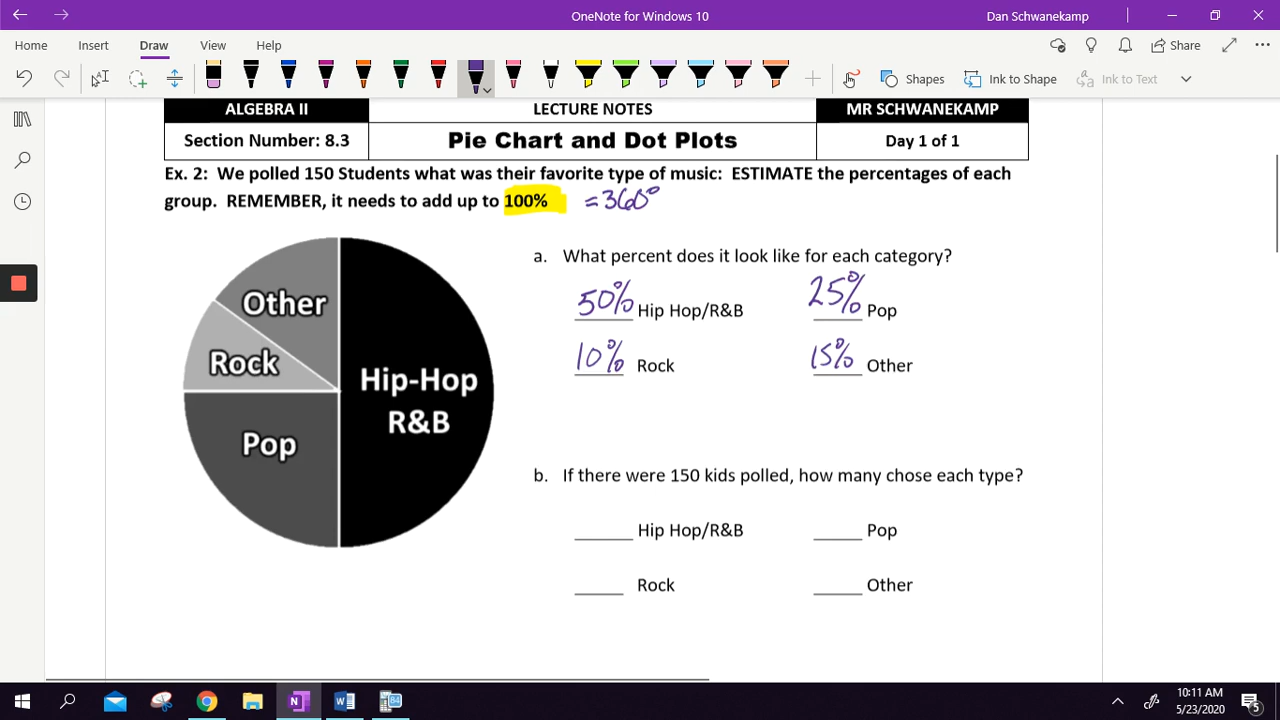 OneNote for Windows 10
Dan Schwanekamp
Home Insert Draw View Help
Share
Shapes
Ink to Shape
Ink to Text
ALGEBRA II
LECTURE NOTES
MR SCHWANEKAMP
Section Number: 8.3
Pie Chart and Dot Plots
Day 1 of 1
Ex. 2: We polled 150 Students what was their favorite type of music: ESTIMATE the percentages of each
group. REMEMBER, it needs to add up to 100% = 360°
Other
Rock
Pop
Hip-Hop
R&B
a. What percent does it look like for each category?
50% Hip Hop/R&B 25% Pop
10% Rock 15% Other
b. If there were 150 kids polled, how many chose each type?
______ Hip Hop/R&B _____ Pop
_____ Rock _____ Other
10:11 AM
5/23/2020
5